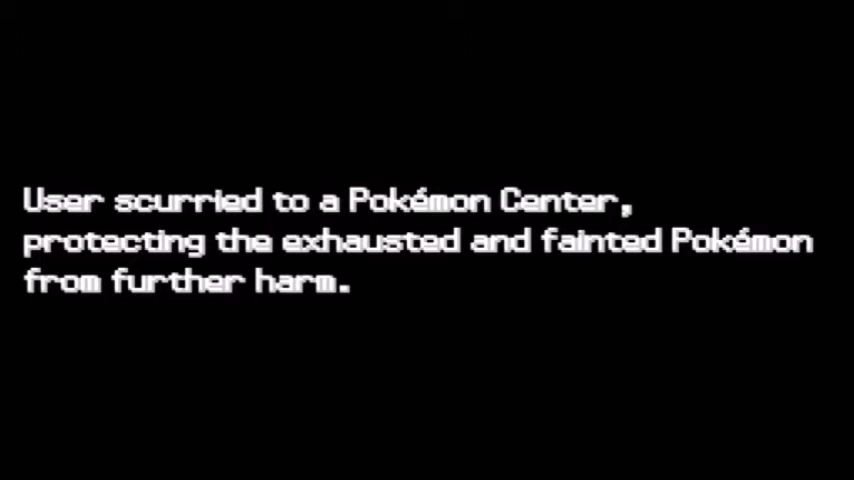 User scurried to a Pokémon Center,
protecting the exhausted and fainted Pokémon
from further harm.